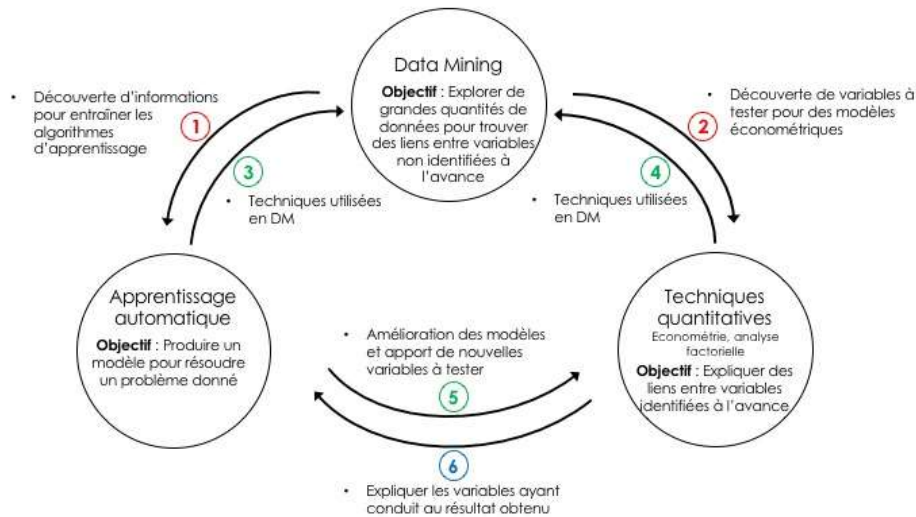 Data Mining
Objectif : Explorer de
grandes quantités de
données pour trouver
des liens entre variables
non identifiées à
l'avance
• Découverte d'informations
pour entraîner les
algorithmes
d'apprentissage
1
2
• Découverte de variables à
tester pour des modèles
économétriques
3
• Techniques utilisées
en DM
4
• Techniques utilisées
en DM
Apprentissage
automatique
Objectif : Produire un
modèle pour résoudre
un problème donné
• Amélioration des modèles
et apport de nouvelles
variables à tester
5
Techniques
quantitatives
Econométrie, analyse
factorielle
Objectif : Expliquer des
liens entre variables
identifiées à l'avance
6
• Expliquer les variables ayant
conduit au résultat obtenu